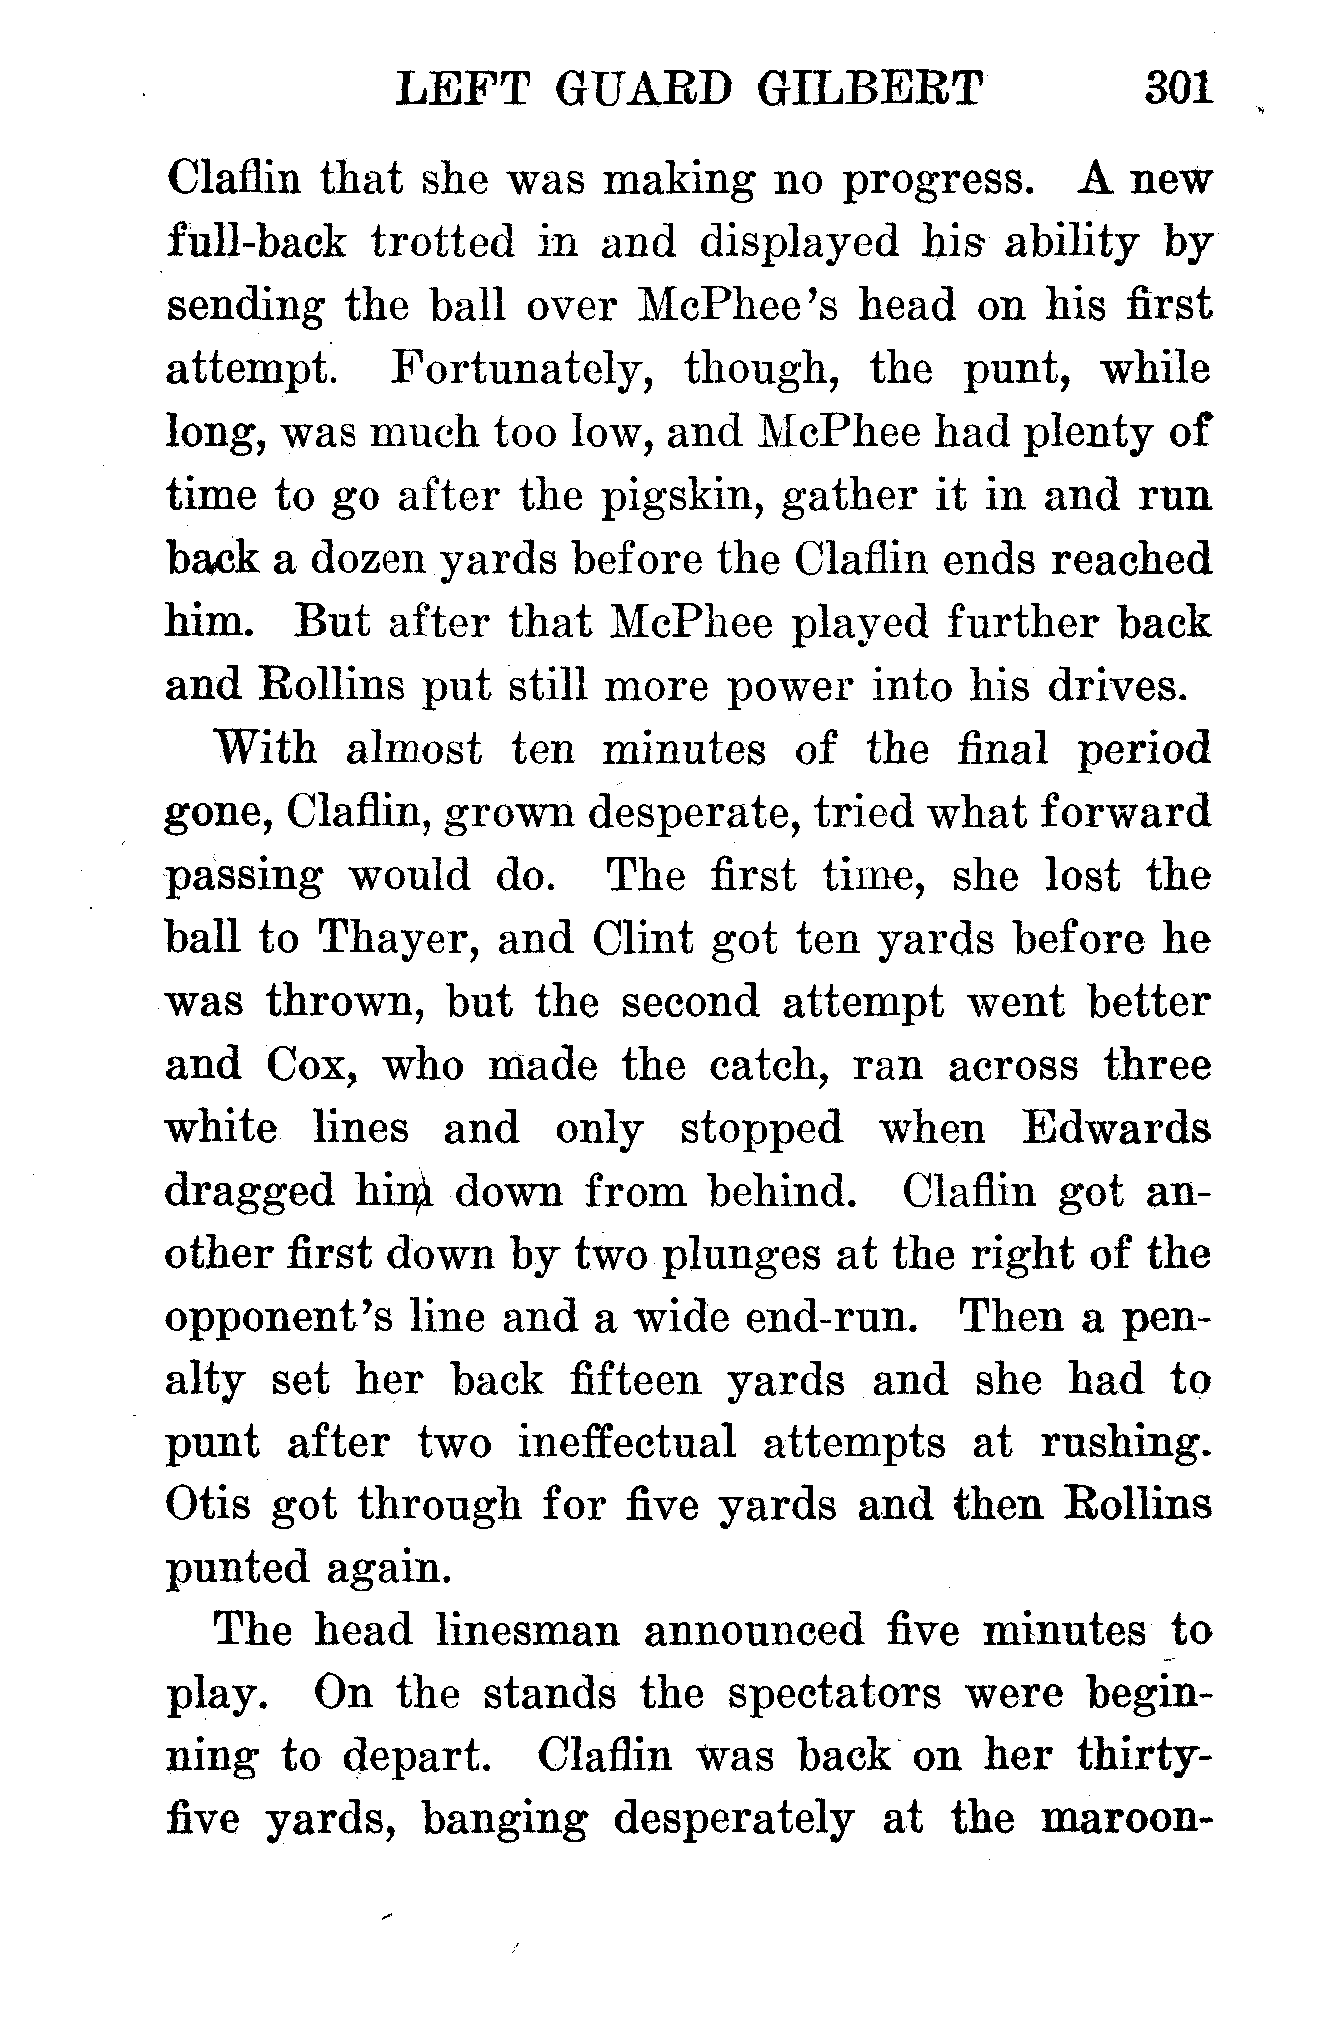 LEFT GUARD GILBERT 301
Claflin that she was making no progress. A new
full-back trotted in and displayed his ability by
sending the ball over McPhee's head on his first
attempt. Fortunately, though, the punt, while
long, was much too low, and McPhee had plenty of
time to go after the pigskin, gather it in and run
back a dozen yards before the Claflin ends reached
him. But after that McPhee played further back
and Rollins put still more power into his drives.
With almost ten minutes of the final period
gone, Claflin, grown desperate, tried what forward
passing would do. The first time, she lost the
ball to Thayer, and Clint got ten yards before he
was thrown, but the second attempt went better
and Cox, who made the catch, ran across three
white lines and only stopped when Edwards
dragged him down from behind. Claflin got an-
other first down by two plunges at the right of the
opponent's line and a wide end-run. Then a pen-
alty set her back fifteen yards and she had to
punt after two ineffectual attempts at rushing.
Otis got through for five yards and then Rollins
punted again.
The head linesman announced five minutes to
play. On the stands the spectators were begin-
ning to depart. Claflin was back on her thirty-
five yards, banging desperately at the maroon-